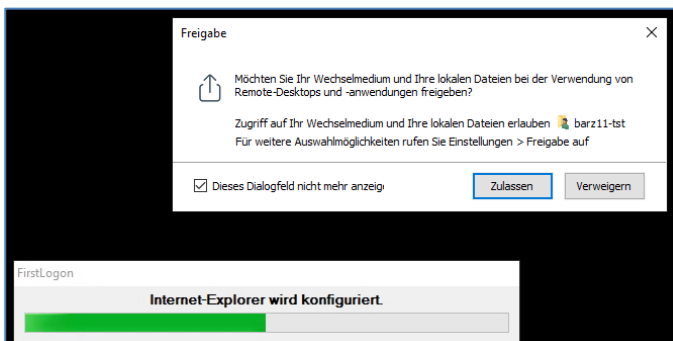 Freigabe
Möchten Sie Ihr Wechselmedium und Ihre lokalen Dateien bei der Verwendung von
Remote-Desktops und -anwendungen freigeben?
Zugriff auf Ihr Wechselmedium und Ihre lokalen Dateien erlauben barz11-tst
Für weitere Auswahlmöglichkeiten rufen Sie Einstellungen > Freigabe auf
Dieses Dialogfeld nicht mehr anzeig
Zulassen
Verweigern
FirstLogon
Internet-Explorer wird konfiguriert.